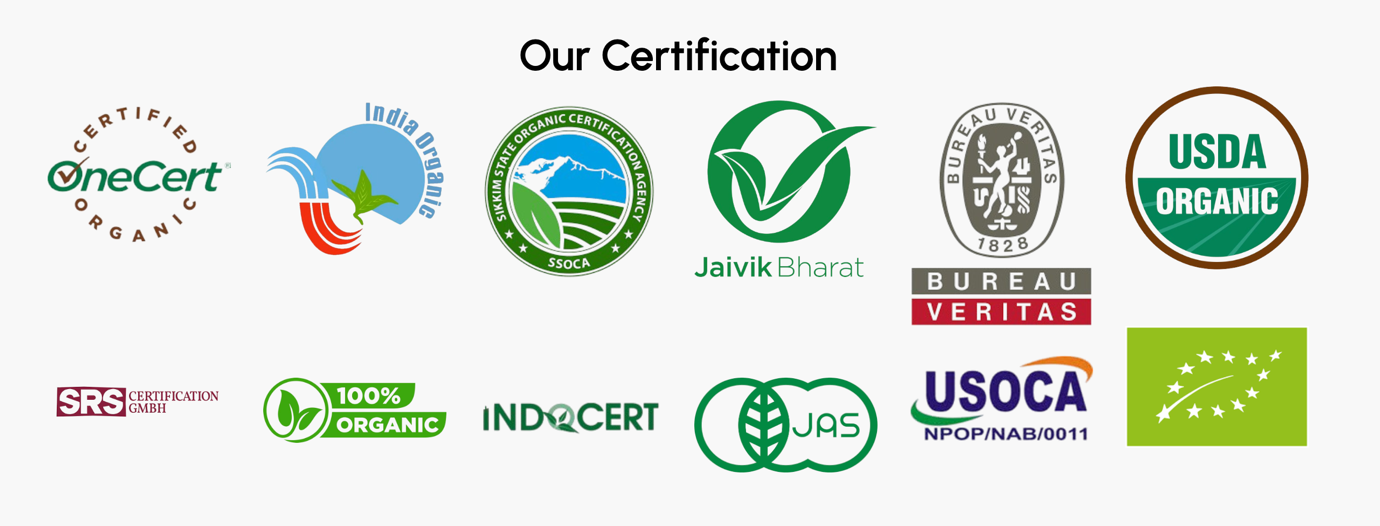 Our Certification
CERTIFIED
OneCert®
ORGANIC
India Organic
SIKKIM STATE ORGANIC CERTIFICATION AGENCY
SSOCA
Jaivik Bharat
BUREAU VERITAS
1828
BUREAU
VERITAS
USDA
ORGANIC
SRS CERTIFICATION
GMBH
100%
ORGANIC
INDOCERT
JAS
USOCA
NPOP/NAB/0011